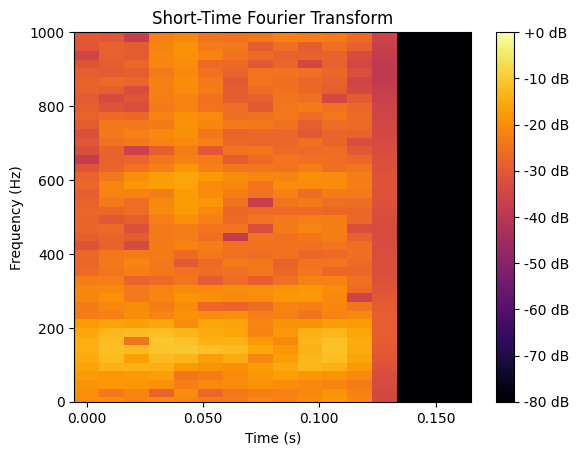 Short-Time Fourier Transform
1000
800
600
400
200
0
Frequency (Hz)
0.000
0.050
0.100
0.150
Time (s)
+0 dB
-10 dB
-20 dB
-30 dB
-40 dB
-50 dB
-60 dB
-70 dB
-80 dB